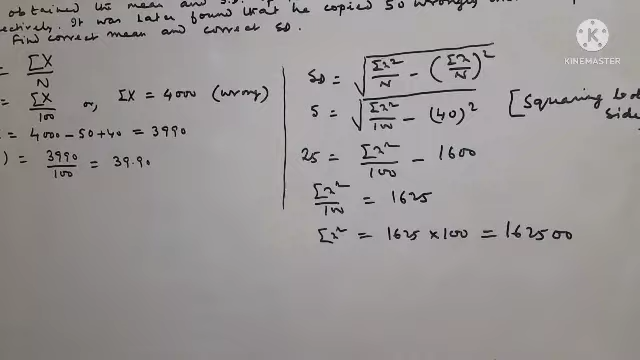 obtained the mean and S.D.
ectively. It was later found that he copied 50 wrongly
Find correct mean and correct SD.
= ΣX/N
= ΣX/100 or, ΣX = 4000 (wrong)
= 4000 - 50 + 40 = 3990
) = 3990/100 = 39.90
SD = √(Σx²/N - (Σx/N)²)
5 = √(Σx²/100 - (40)²) [Squaring both side
25 = Σx²/100 - 1600
Σx²/100 = 1625
Σx² = 1625 × 100 = 162500
KINEMASTER